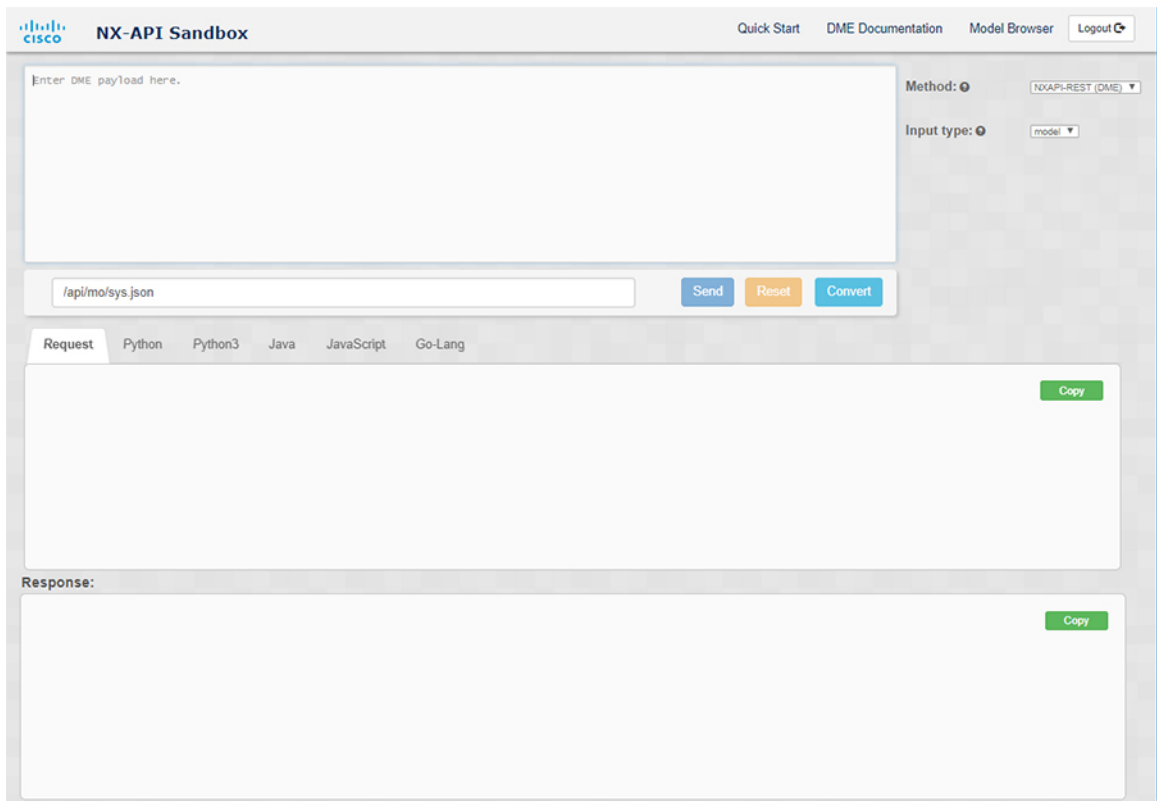 CISCO NX-API Sandbox Quick Start DME Documentation Model Browser Logout
Enter DME payload here.
Method: NXAPI-REST (DME)
Input type: model
/api/mo/sys.json Send Reset Convert
Request Python Python3 Java JavaScript Go-Lang
Copy
Response:
Copy